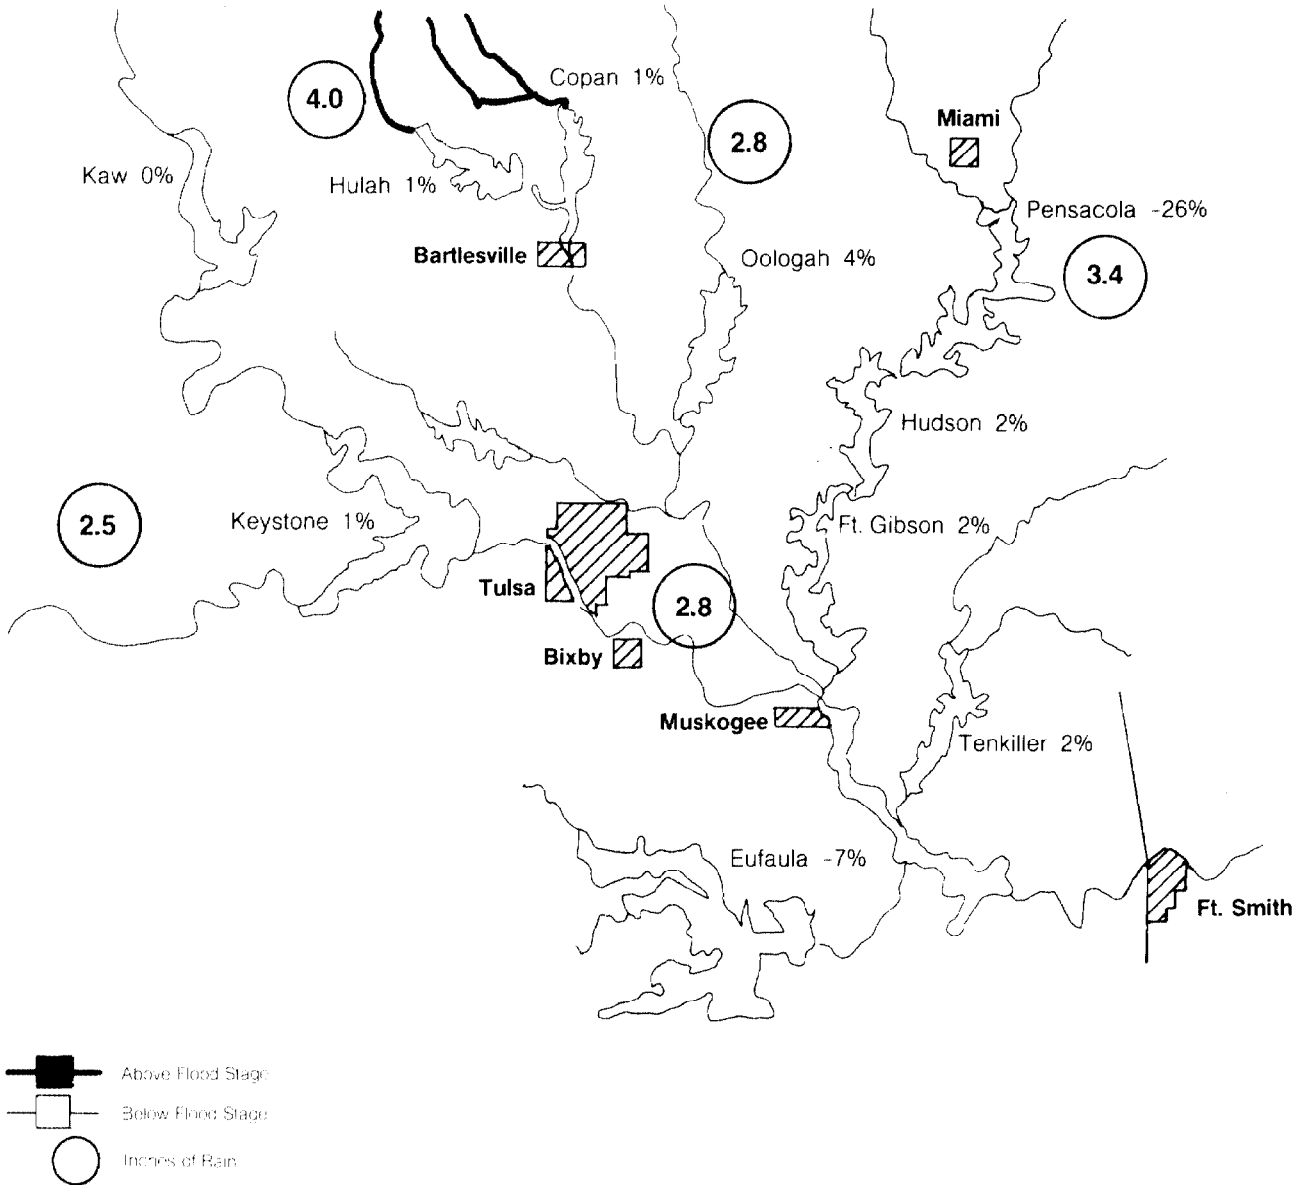 Copan 1%
4.0
Miami
2.8
Kaw 0%
Hulah 1%
Pensacola -26%
Bartlesville
Oologah 4%
3.4
Hudson 2%
2.5
Keystone 1%
Ft. Gibson 2%
Tulsa
2.8
Bixby
Muskogee
Tenkiller 2%
Eufaula -7%
Ft. Smith
Above Flood Stage
Below Flood Stage
Inches of Rain